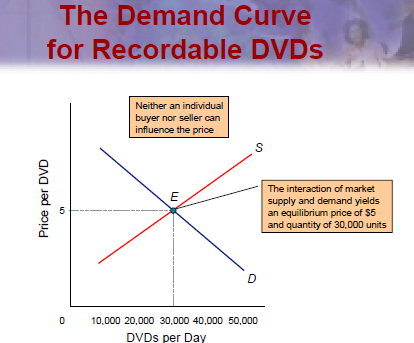 The Demand Curve
for Recordable DVDs
Neither an individual
buyer nor seller can
influence the price
S
E
The interaction of market
supply and demand yields
an equilibrium price of $5
and quantity of 30,000 units
Price per DVD
5
D
0 10,000 20,000 30,000 40,000 50,000
DVDs per Day